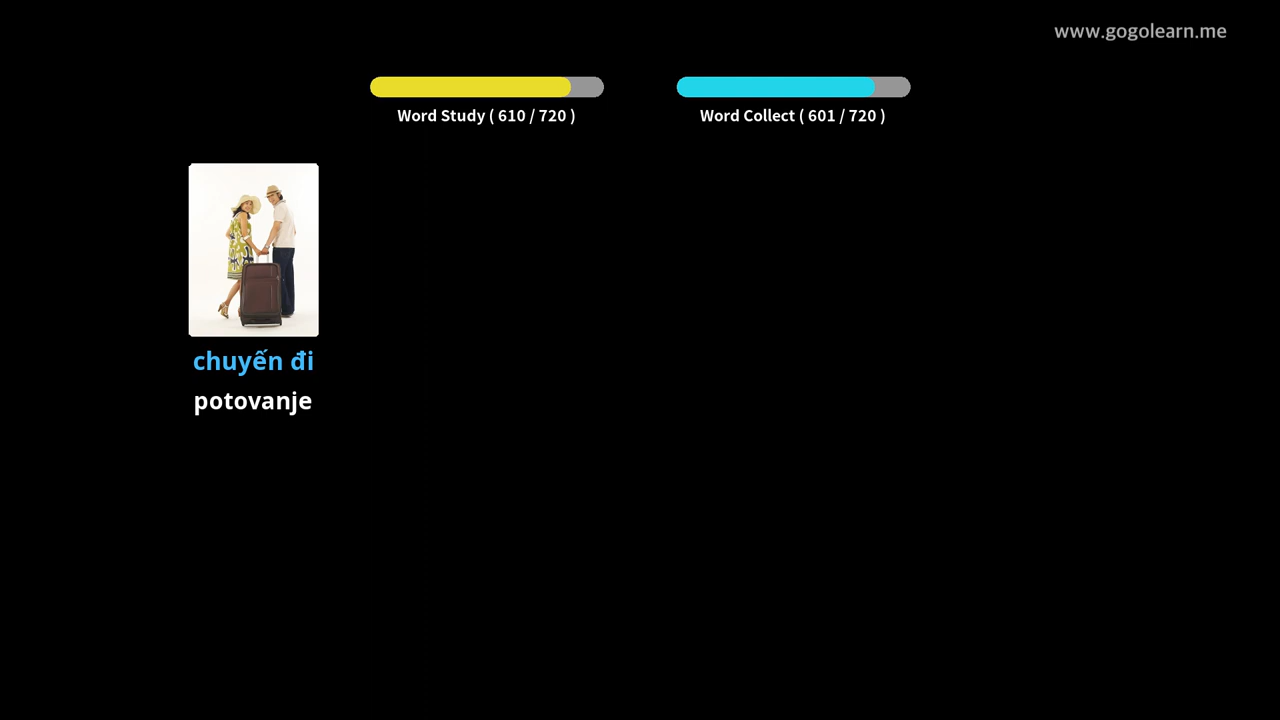 www.gogolearn.me
Word Study ( 610 / 720 )
Word Collect ( 601 / 720 )
chuyến đi
potovanje